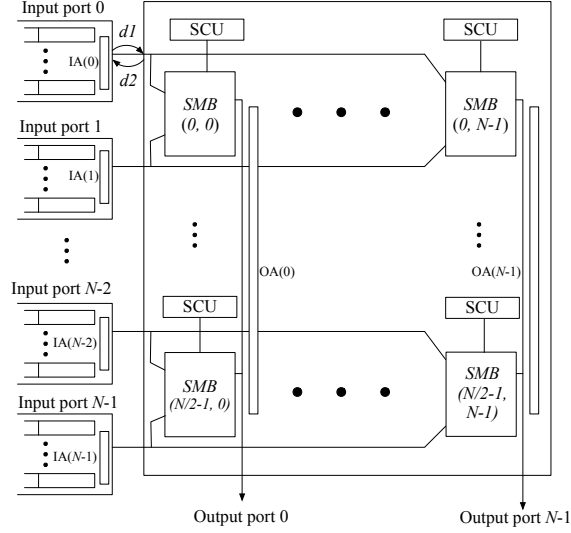 Input port 0
IA(0)
d1
d2
SCU
SCU
SMB
(0, 0)
SMB
(0, N-1)
Input port 1
IA(1)
OA(0)
OA(N-1)
Input port N-2
IA(N-2)
SCU
SCU
SMB
(N/2-1, 0)
SMB
(N/2-1,
N-1)
Input port N-1
IA(N-1)
Output port 0
Output port N-1